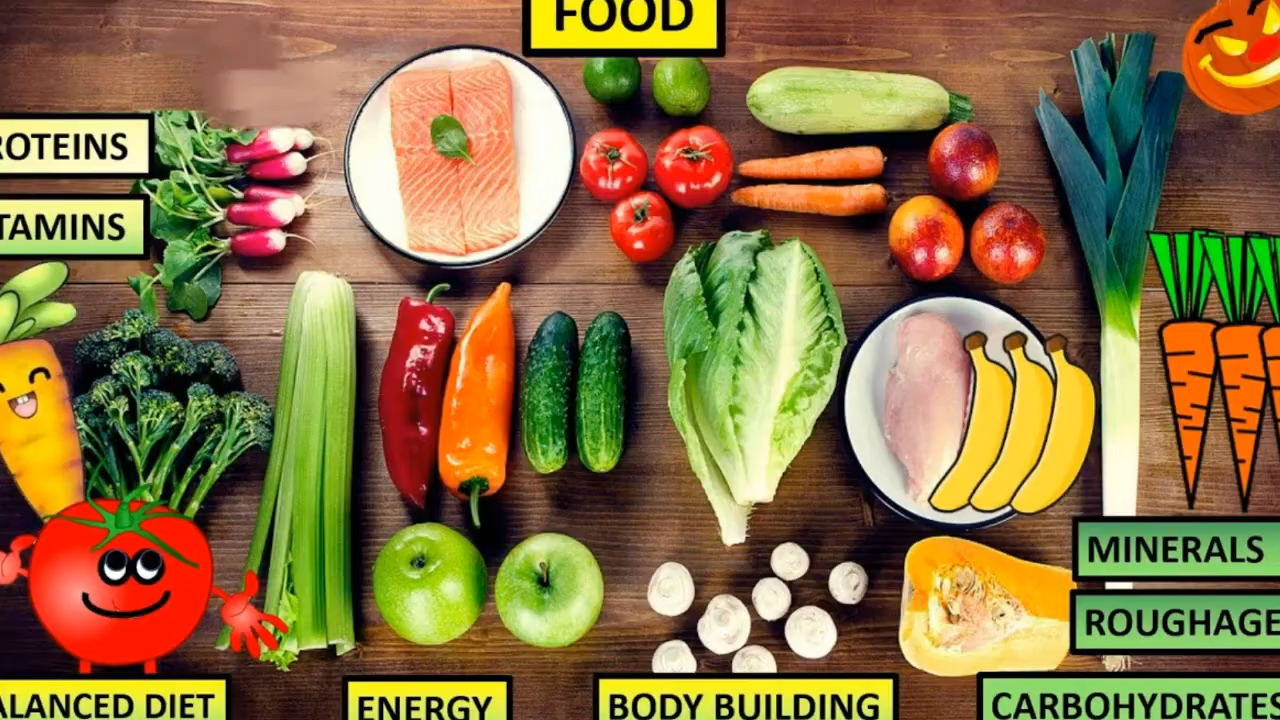 FOOD
ROTEINS
TAMINS
MINERALS
ROUGHAGE
ALANCED DIET
ENERGY
BODY BUILDING
CARBOHYDRATES